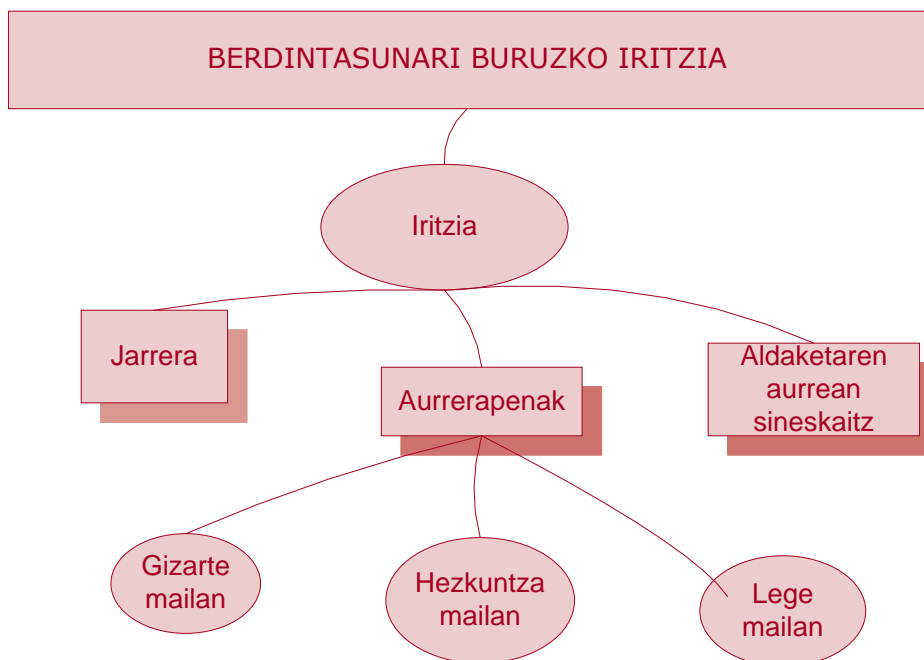 BERDINTASUNARI BURUZKO IRITZIA
Iritzia
Jarrera
Aurrerapenak
Aldaketaren
aurrean
sineskaitz
Gizarte
mailan
Hezkuntza
mailan
Lege
mailan